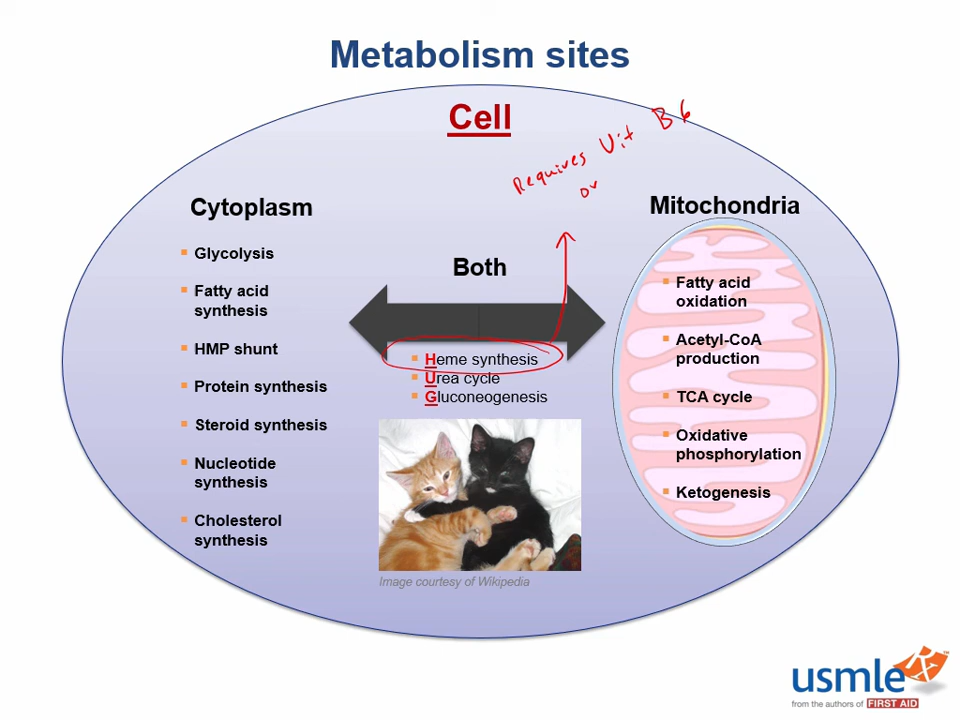 Metabolism sites
Cell
Requires Vit B6
or
Cytoplasm
Glycolysis
Fatty acid
synthesis
HMP shunt
Protein synthesis
Steroid synthesis
Nucleotide
synthesis
Cholesterol
synthesis
Both
Heme synthesis
Urea cycle
Gluconeogenesis
Image courtesy of Wikipedia
Mitochondria
Fatty acid
oxidation
Acetyl-CoA
production
TCA cycle
Oxidative
phosphorylation
Ketogenesis
usmle Rx
from the authors of FIRST AID